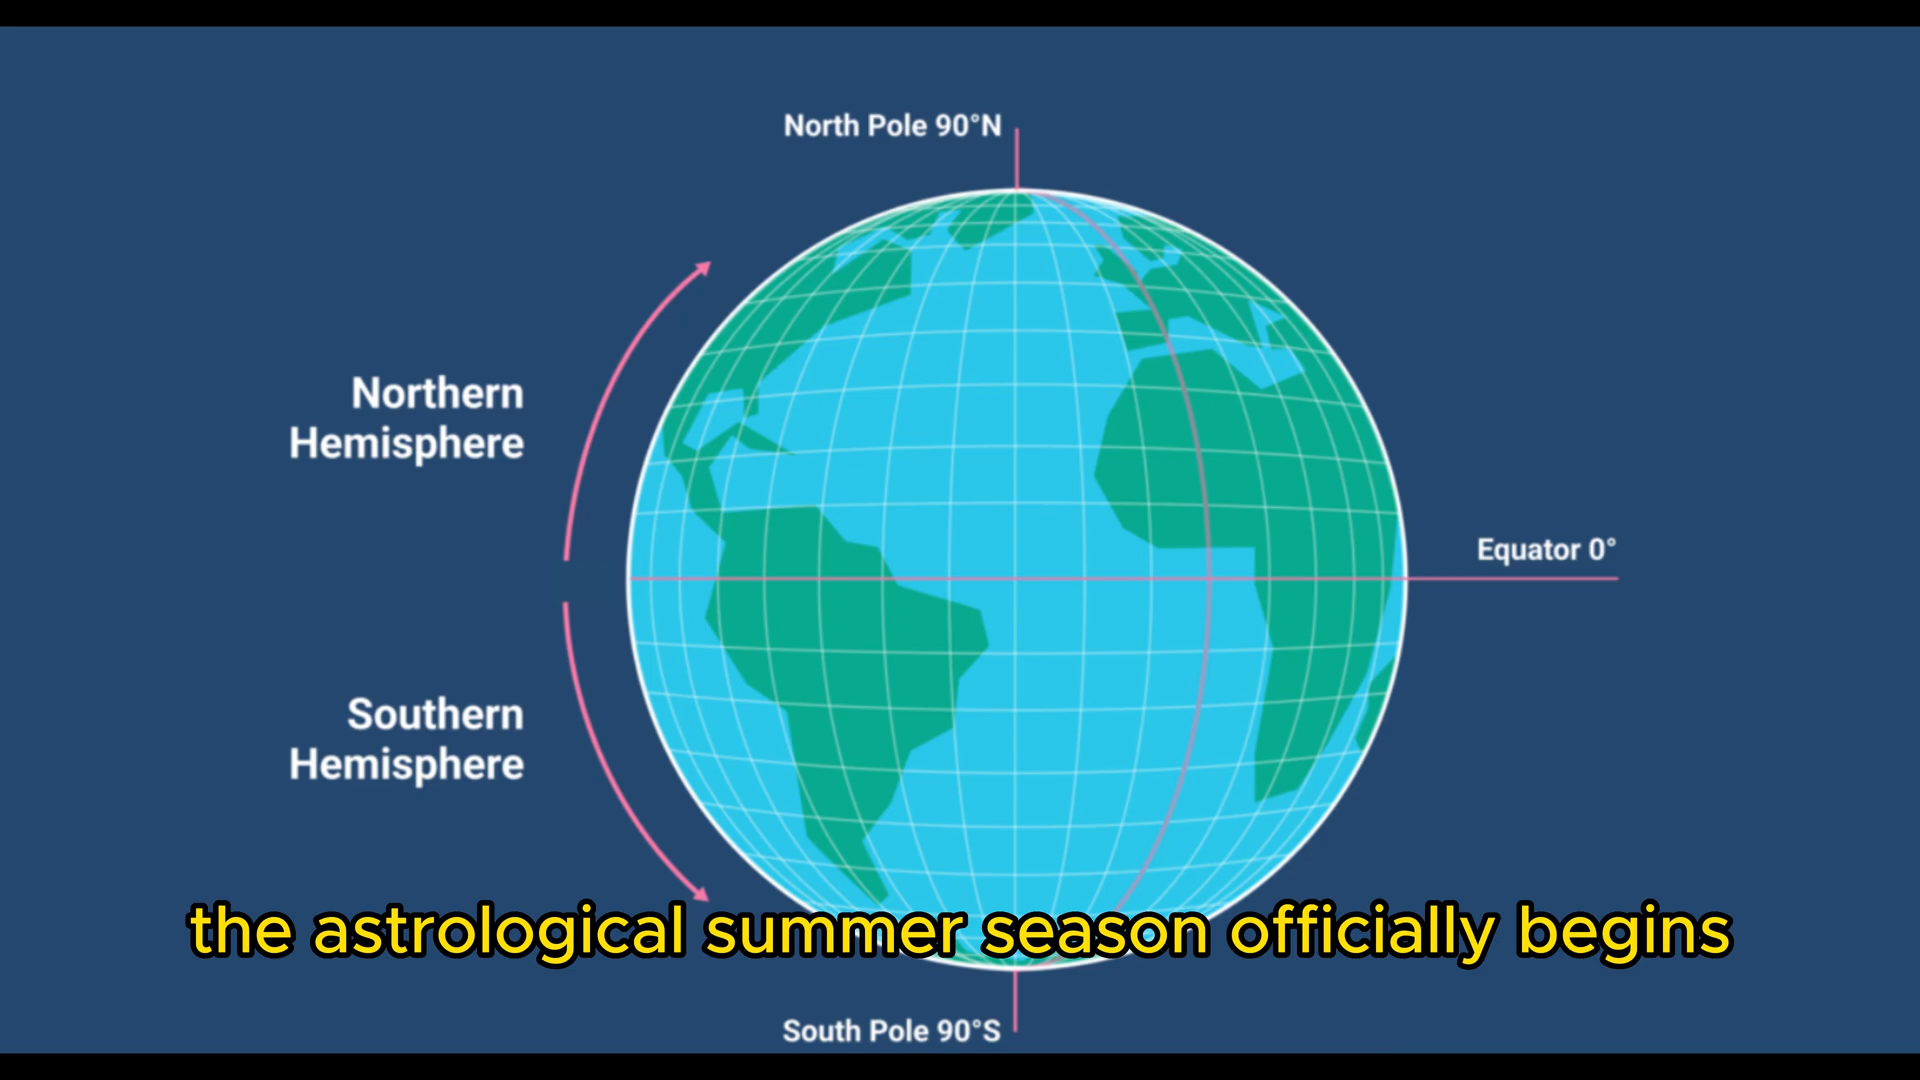 North Pole 90°N
Northern
Hemisphere
Equator 0°
Southern
Hemisphere
the astrological summer season officially begins
South Pole 90°S